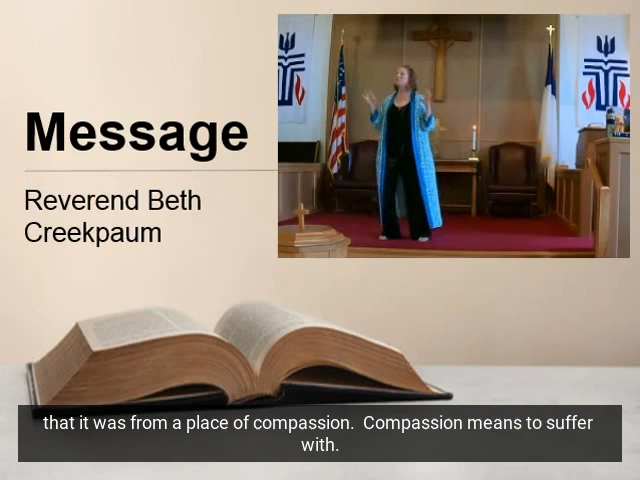 Message
Reverend Beth
Creekpaum
that it was from a place of compassion.  Compassion means to suffer
with.